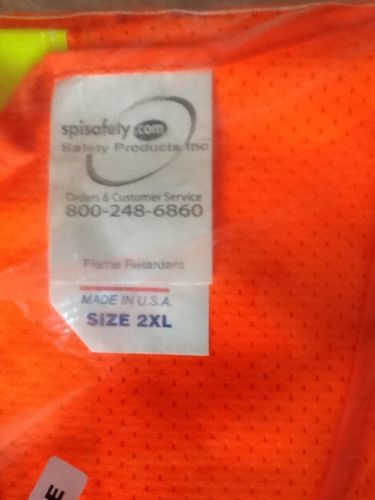 spisafety.com
Safety Products Inc
Orders & Customer Service
800-248-6860
Flame Retardant
MADE IN U.S.A.
SIZE 2XL
E